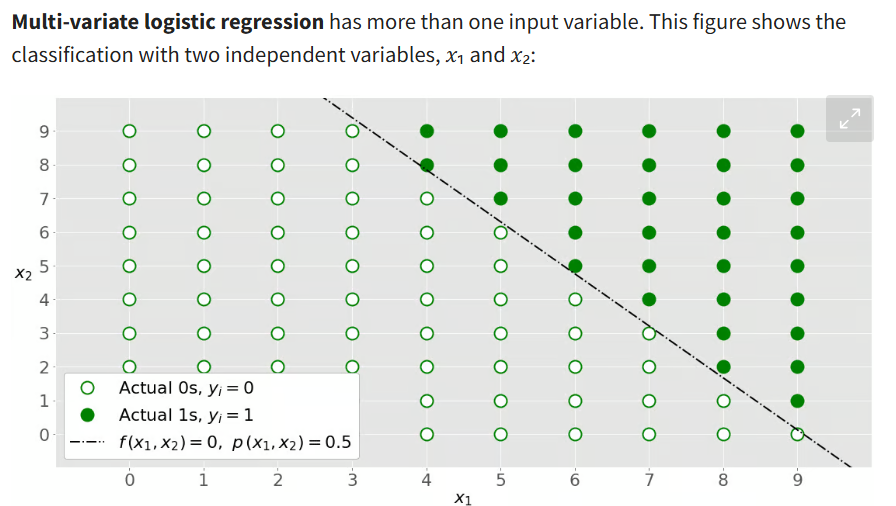 Multi-variate logistic regression has more than one input variable. This figure shows the
classification with two independent variables, x₁ and x₂:
9
8
7
6
x₂ 5
4
3
2
1
0
Actual 0s, yᵢ = 0
Actual 1s, yᵢ = 1
f(x₁, x₂) = 0, p(x₁, x₂) = 0.5
0 1 2 3 4 5 6 7 8 9
x₁